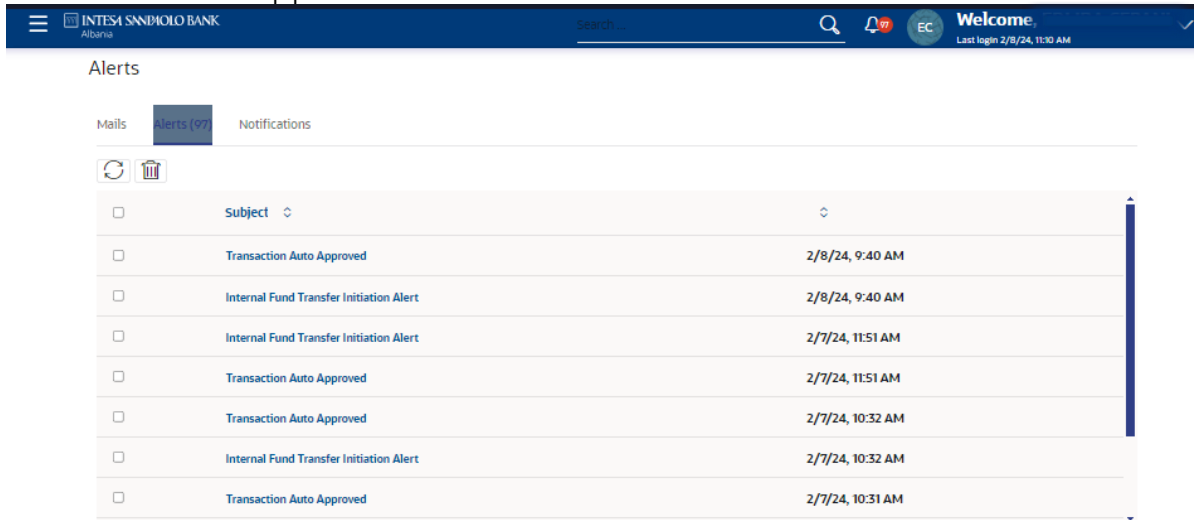 INTESA SANPAOLO BANK
Albania
Search...
97
EC
Welcome,
Last login 2/8/24, 11:10 AM
Alerts
Mails Alerts (97) Notifications
Subject
Transaction Auto Approved 2/8/24, 9:40 AM
Internal Fund Transfer Initiation Alert 2/8/24, 9:40 AM
Internal Fund Transfer Initiation Alert 2/7/24, 11:51 AM
Transaction Auto Approved 2/7/24, 11:51 AM
Transaction Auto Approved 2/7/24, 10:32 AM
Internal Fund Transfer Initiation Alert 2/7/24, 10:32 AM
Transaction Auto Approved 2/7/24, 10:31 AM